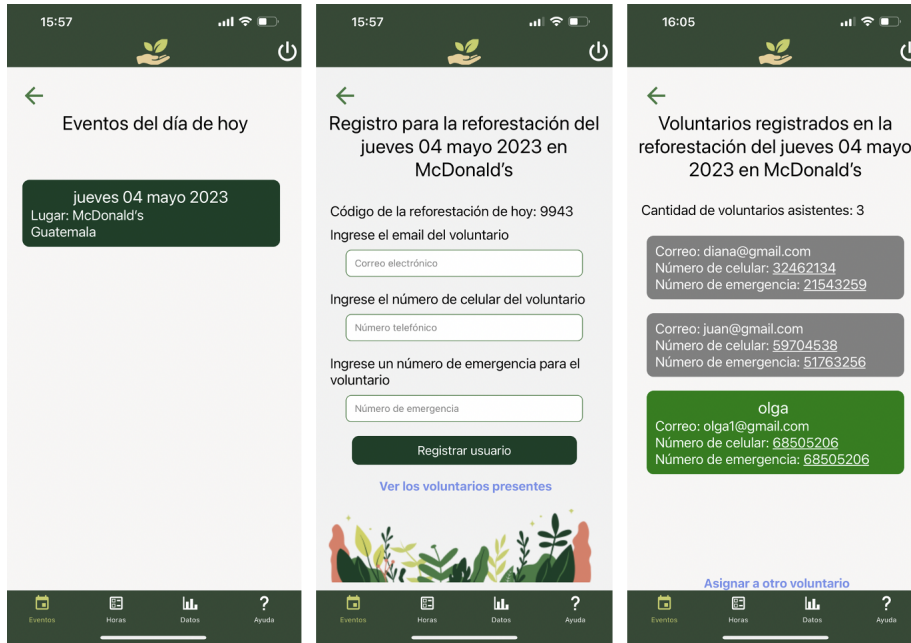 15:57
Eventos del día de hoy
jueves 04 mayo 2023
Lugar: McDonald's
Guatemala
Eventos
Horas
Datos
?
Ayuda
15:57
Registro para la reforestación del
jueves 04 mayo 2023 en
McDonald's
Código de la reforestación de hoy: 9943
Ingrese el email del voluntario
Correo electrónico
Ingrese el número de celular del voluntario
Número telefónico
Ingrese un número de emergencia para el
voluntario
Número de emergencia
Registrar usuario
Ver los voluntarios presentes
Eventos
Horas
Datos
?
Ayuda
16:05
Voluntarios registrados en la
reforestación del jueves 04 mayo
2023 en McDonald's
Cantidad de voluntarios asistentes: 3
Correo: diana@gmail.com
Número de celular: 32462134
Número de emergencia: 21543259
Correo: juan@gmail.com
Número de celular: 59704538
Número de emergencia: 51763256
olga
Correo: olga1@gmail.com
Número de celular: 68505206
Número de emergencia: 68505206
Asignar a otro voluntario
Eventos
Horas
Datos
?
Ayuda